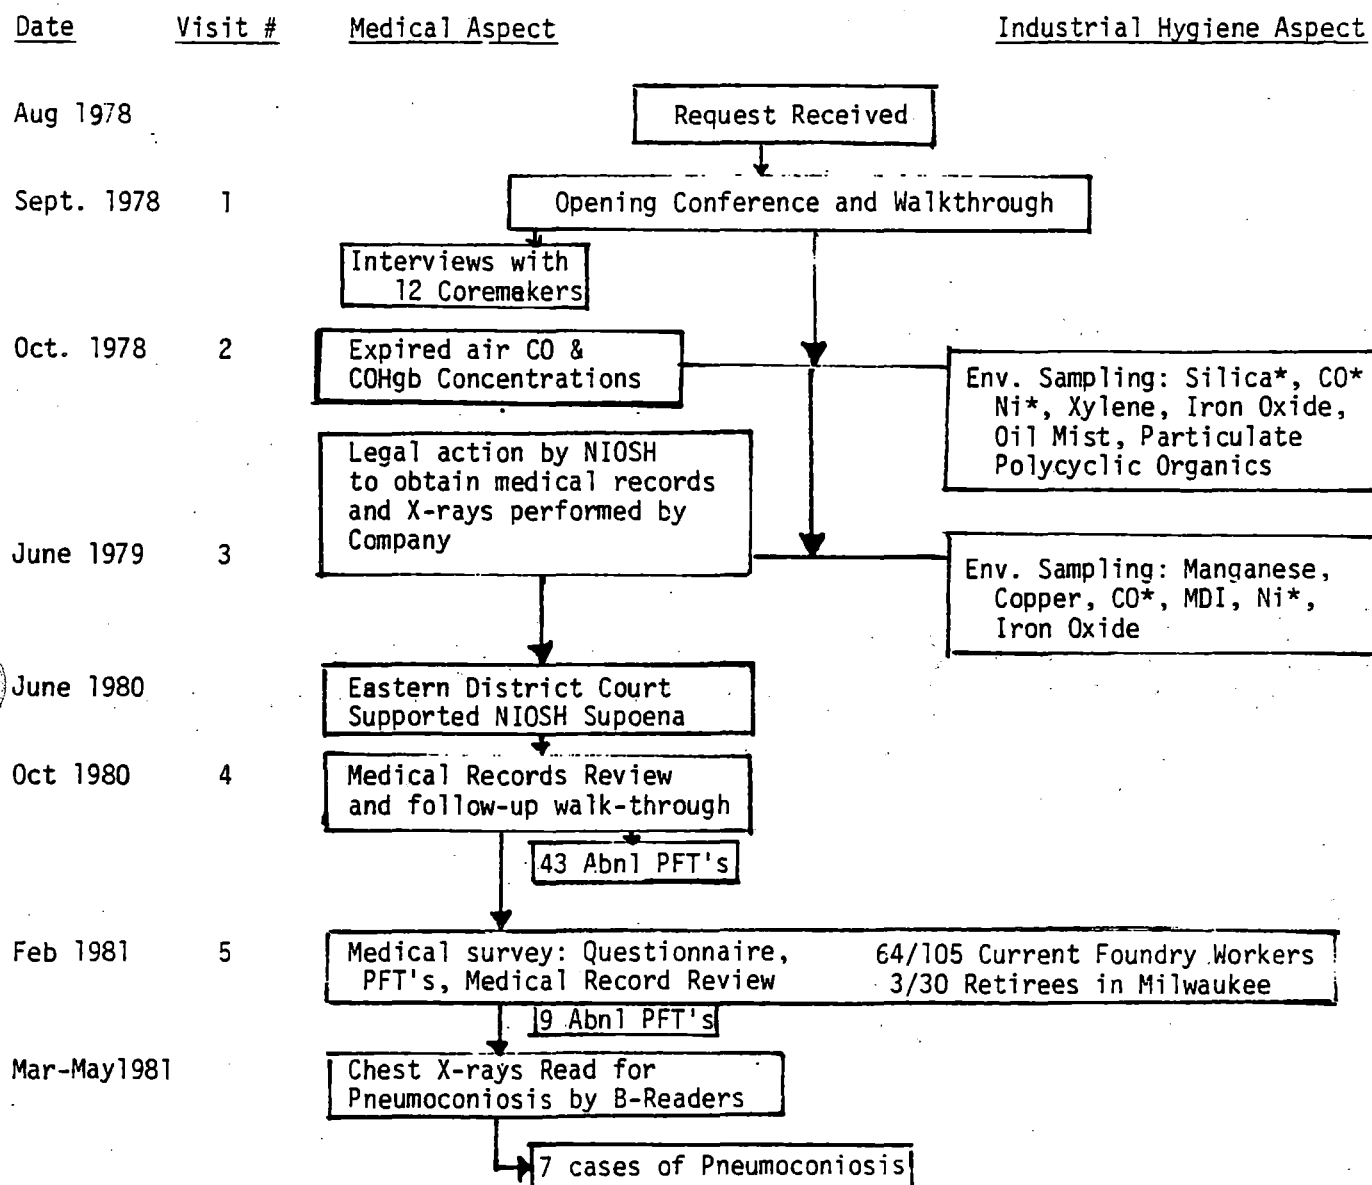 Date Visit # Medical Aspect Industrial Hygiene Aspect
Aug 1978
Request Received
Sept. 1978 1
Opening Conference and Walkthrough
Interviews with
12 Coremakers
Oct. 1978 2
Expired air CO &
COHgb Concentrations
Env. Sampling: Silica*, CO*
Ni*, Xylene, Iron Oxide,
Oil Mist, Particulate
Polycyclic Organics
Legal action by NIOSH
to obtain medical records
and X-rays performed by
Company
June 1979 3
Env. Sampling: Manganese,
Copper, CO*, MDI, Ni*,
Iron Oxide
June 1980
Eastern District Court
Supported NIOSH Supoena
Oct 1980 4
Medical Records Review
and follow-up walk-through
43 Abnl PFT's
Feb 1981 5
Medical survey: Questionnaire,
PFT's, Medical Record Review
64/105 Current Foundry Workers
3/30 Retirees in Milwaukee
9 Abnl PFT's
Mar-May1981
Chest X-rays Read for
Pneumoconiosis by B-Readers
7 cases of Pneumoconiosis